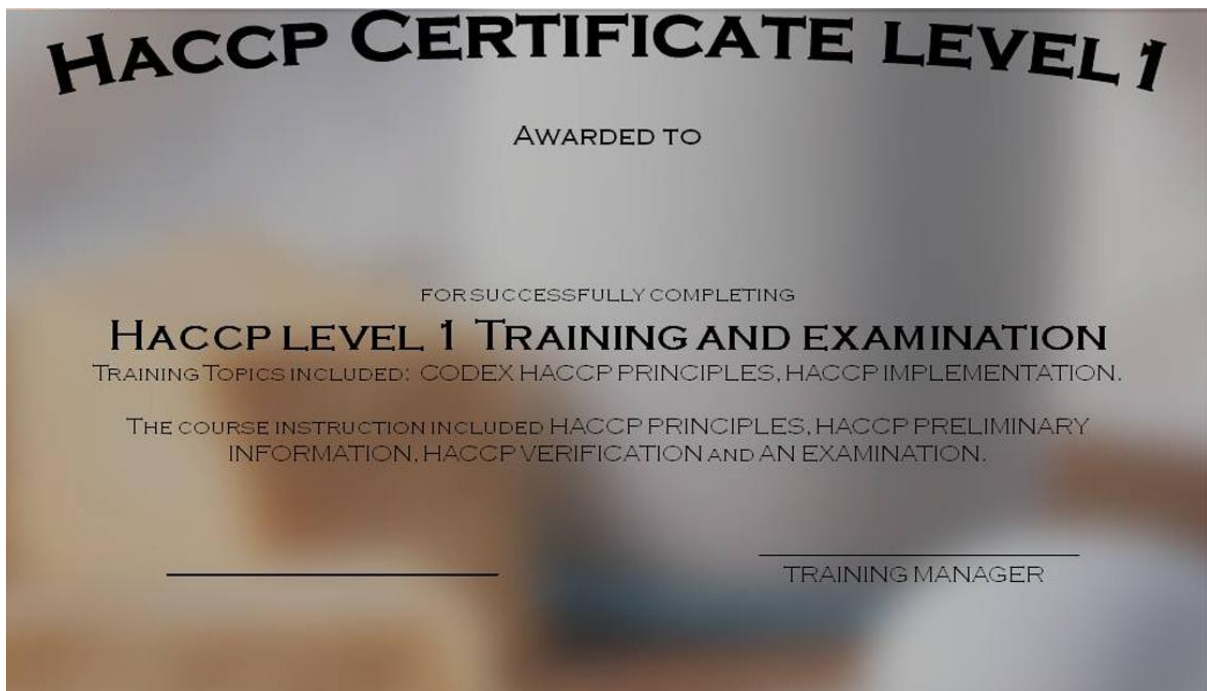 HACCP CERTIFICATE LEVEL 1
AWARDED TO
FOR SUCCESSFULLY COMPLETING
HACCP LEVEL 1 TRAINING AND EXAMINATION
TRAINING TOPICS INCLUDED: CODEX HACCP PRINCIPLES, HACCP IMPLEMENTATION.
THE COURSE INSTRUCTION INCLUDED HACCP PRINCIPLES, HACCP PRELIMINARY
INFORMATION, HACCP VERIFICATION AND AN EXAMINATION.
TRAINING MANAGER